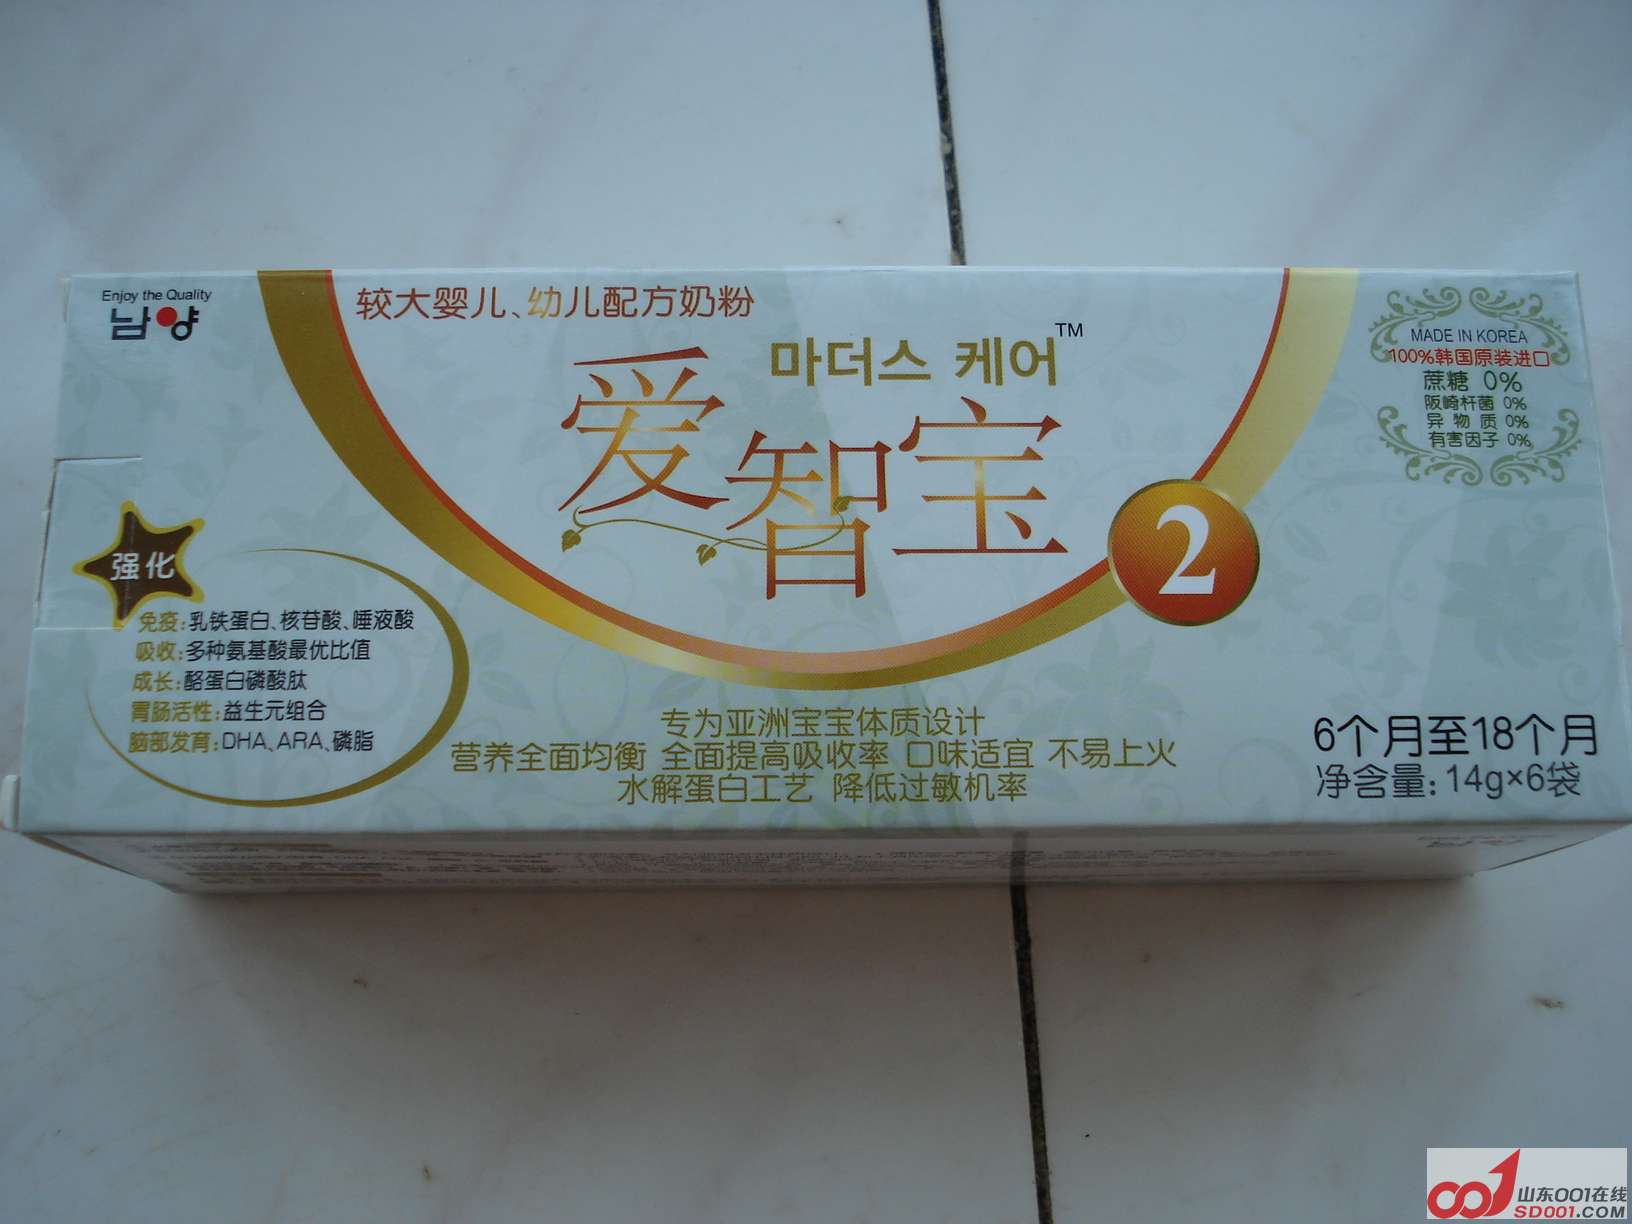 Enjoy the Quality
남양
较大婴儿、幼儿配方奶粉
마더스 케어™
爱智宝
2
MADE IN KOREA
100%韩国原装进口
蔗糖 0%
阪崎杆菌 0%
异物质 0%
有害因子 0%
强化
免疫:乳铁蛋白、核苷酸、唾液酸
吸收:多种氨基酸最优比值
成长:酪蛋白磷酸肽
胃肠活性:益生元组合
脑部发育:DHA、ARA、磷脂
专为亚洲宝宝体质设计
营养全面均衡 全面提高吸收率 口味适宜 不易上火
水解蛋白工艺 降低过敏机率
6个月至18个月
净含量:14g×6袋
001 山东001在线
SD001.COM